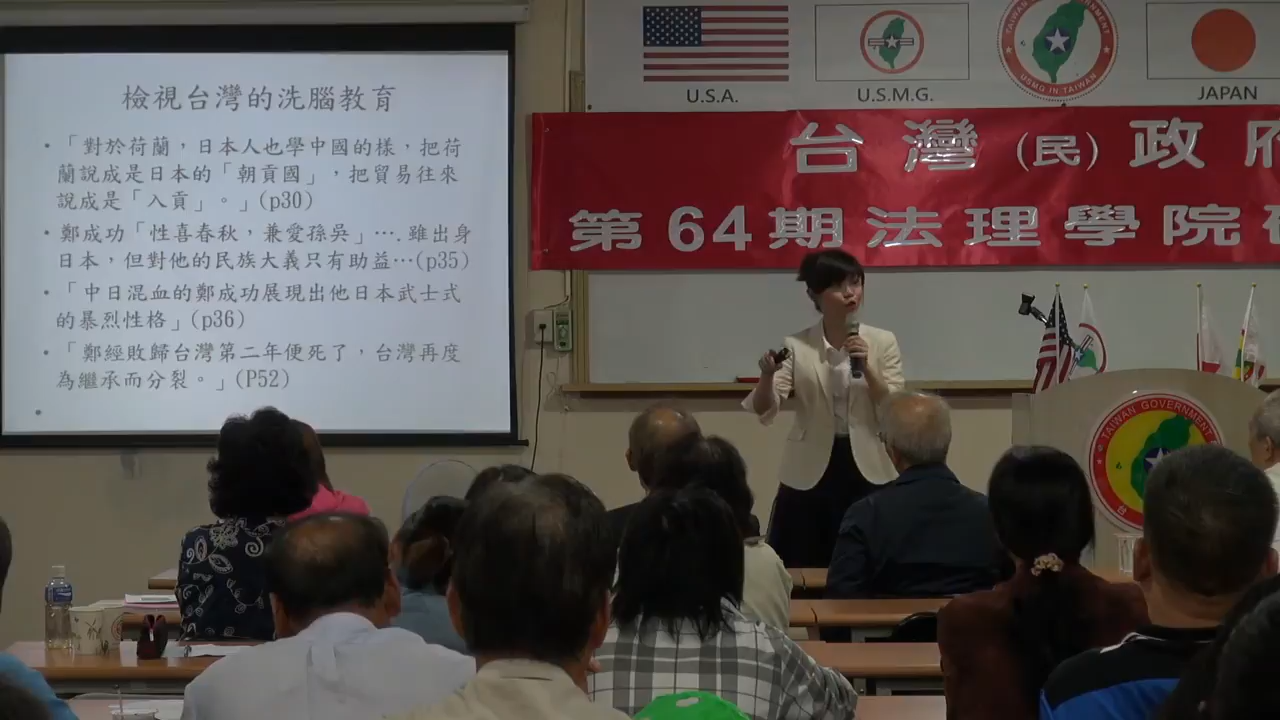 檢視台灣的洗腦教育
•「對於荷蘭，日本人也學中國的樣，把荷
蘭說成是日本的「朝貢國」，把貿易往來
說成是「入貢」。」(p30)
•鄭成功「性喜春秋，兼愛孫吳」….雖出身
日本，但對他的民族大義只有助益…(p35)
•「中日混血的鄭成功展現出他日本武士式
的暴烈性格」(p36)
•「鄭經敗歸台灣第二年便死了，台灣再度
為繼承而分裂。」(P52)
U.S.A.
U.S.M.G.
TAIWAN GOVERNMENT
USMG IN TAIWAN
JAPAN
台灣(民)政府
第64期法理學院研
TAIWAN GOVERNMENT
台